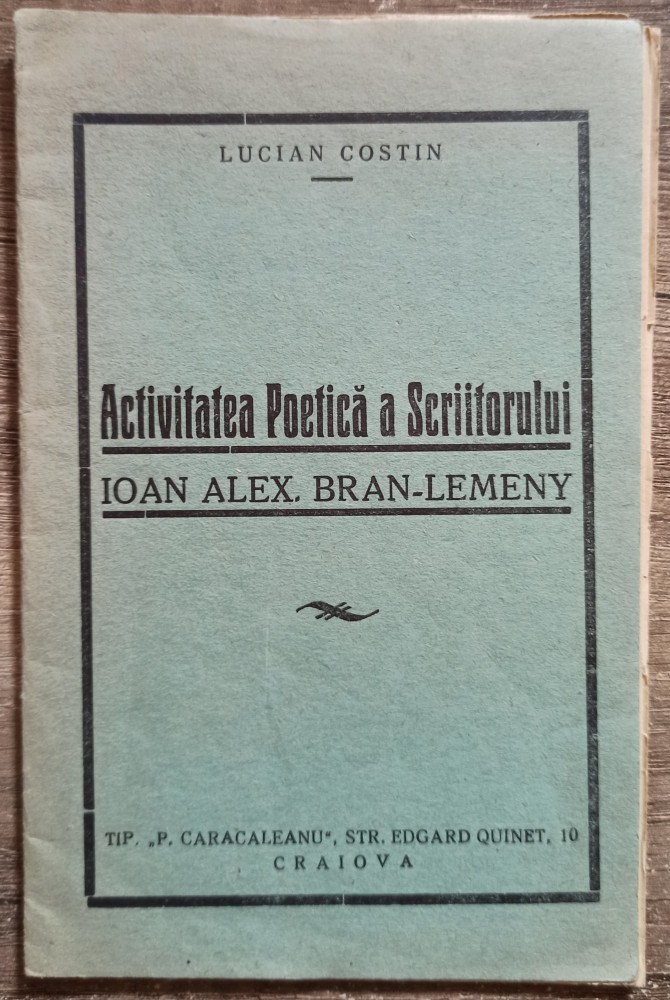 LUCIAN COSTIN
Activitatea Poetică a Scriitorului
IOAN ALEX. BRAN-LEMENY
TIP. „P. CARACALEANU“, STR. EDGARD QUINET, 10
CRAIOVA